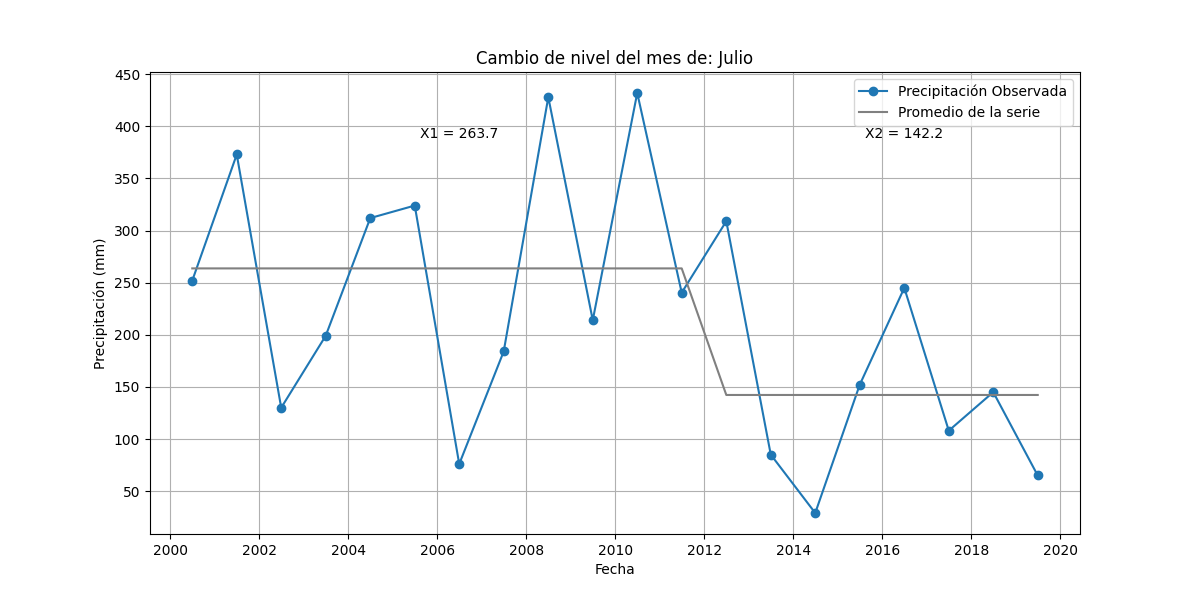 Cambio de nivel del mes de: Julio
Precipitación Observada
Promedio de la serie
X1 = 263.7
X2 = 142.2
Precipitación (mm)
450
400
350
300
250
200
150
100
50
2000 2002 2004 2006 2008 2010 2012 2014 2016 2018 2020
Fecha